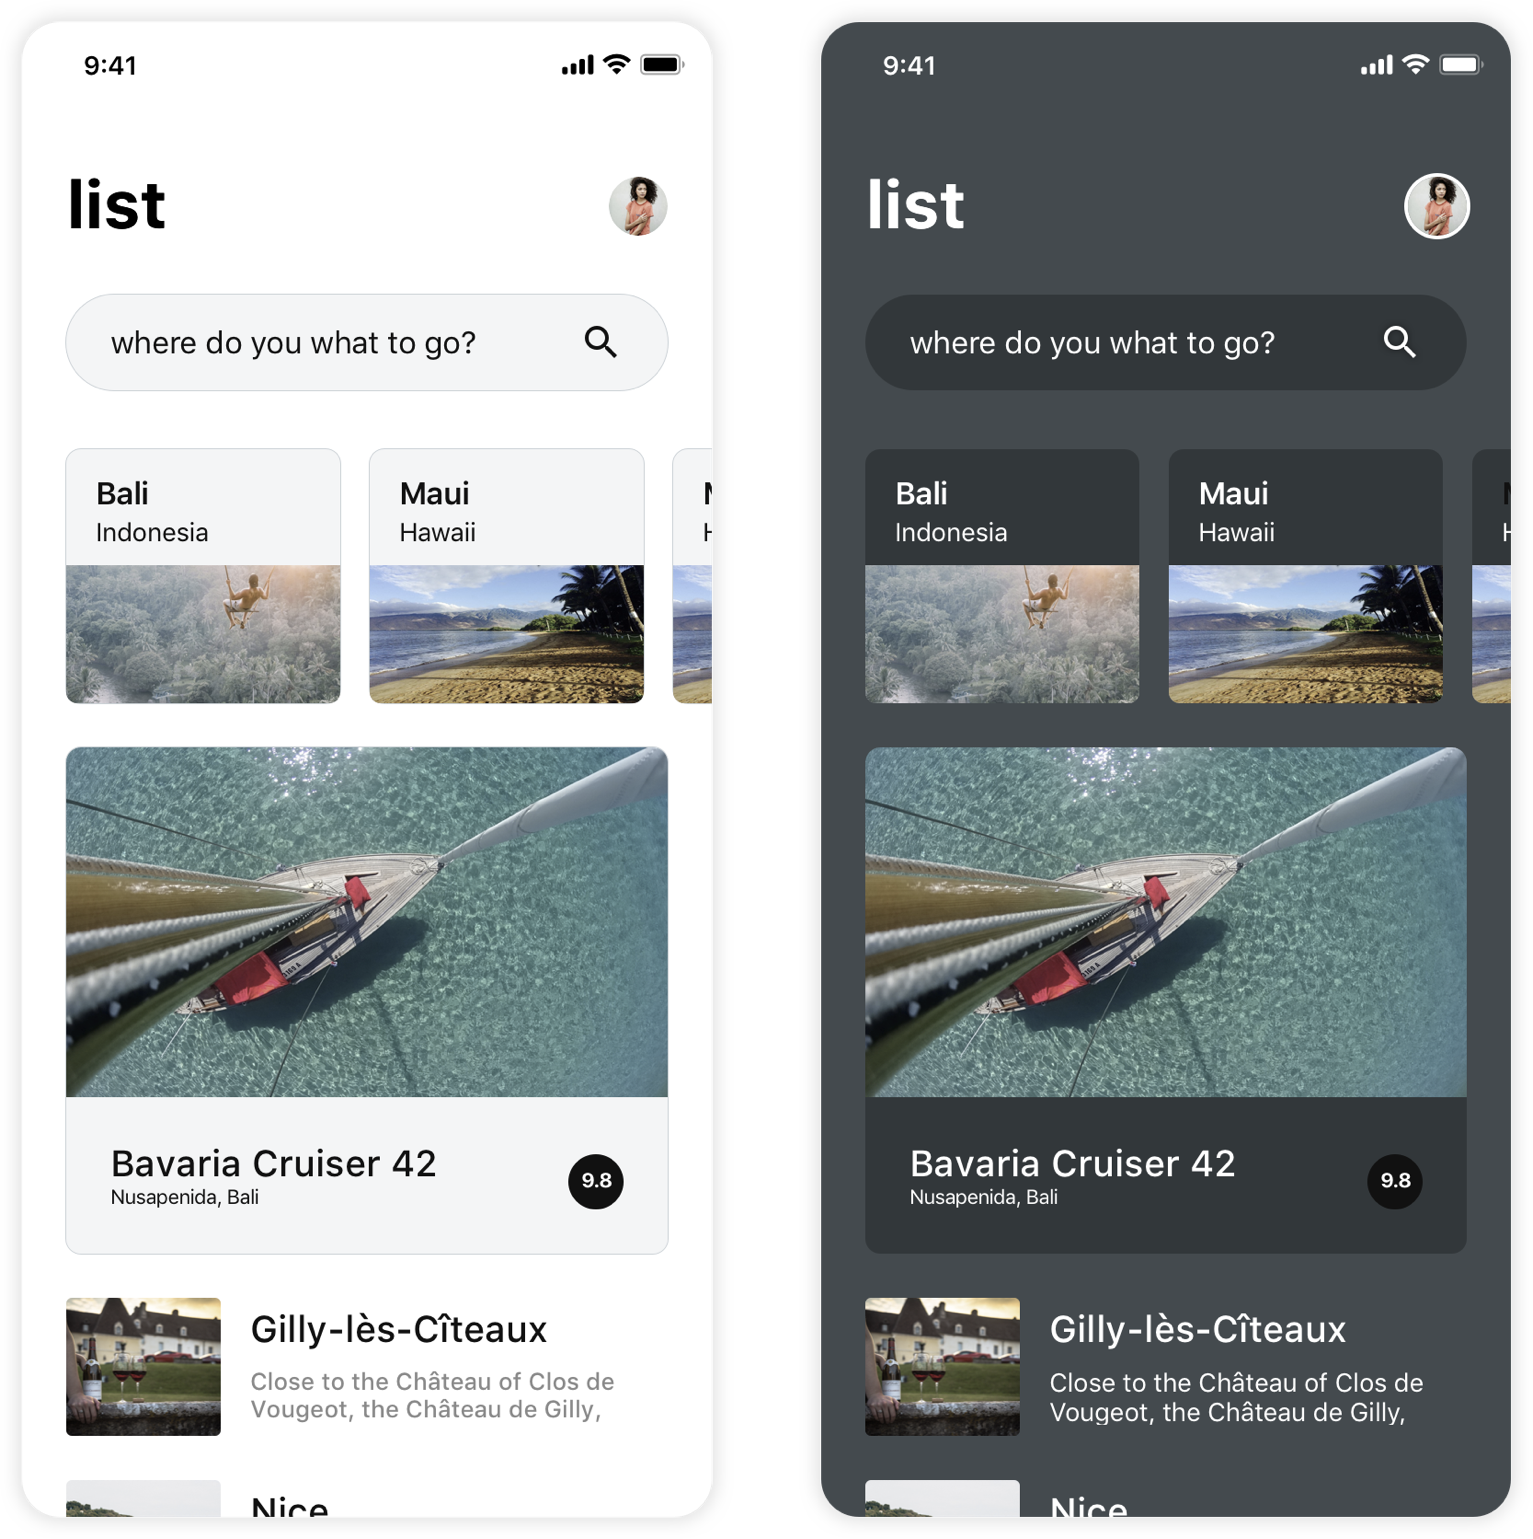 9:41
list
where do you what to go?
Bali
Indonesia
Maui
Hawaii
Bavaria Cruiser 42
Nusapenida, Bali
9.8
Gilly-lès-Cîteaux
Close to the Château of Clos de
Vougeot, the Château de Gilly,
Nice
9:41
list
where do you what to go?
Bali
Indonesia
Maui
Hawaii
Bavaria Cruiser 42
Nusapenida, Bali
9.8
Gilly-lès-Cîteaux
Close to the Château of Clos de
Vougeot, the Château de Gilly,
Nice